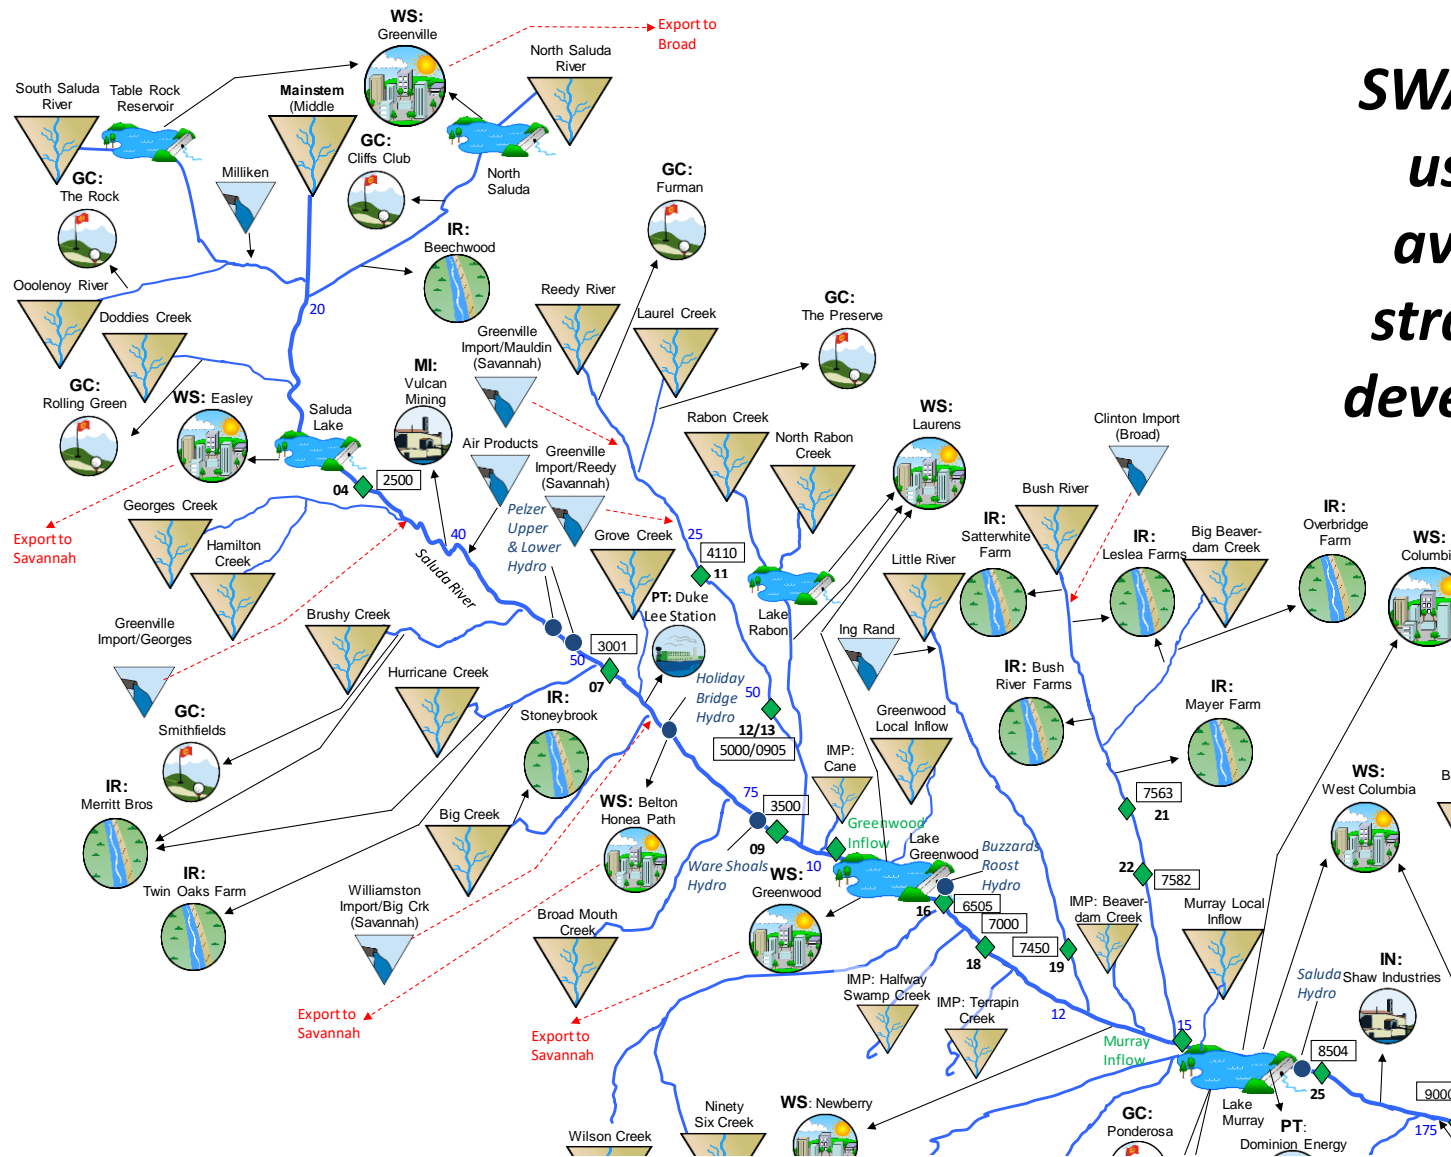 WS:
Greenville
Export to
Broad
North Saluda
River
South Saluda
River
Table Rock
Reservoir
Mainstem
(Middle
GC:
Cliffs Club
North
Saluda
Milliken
GC:
The Rock
GC:
Furman
IR:
Beechwood
Ooolenoy River
20
Doddies Creek
Reedy River
Laurel Creek
GC:
The Preserve
Greenville
Import/Mauldin
(Savannah)
MI:
Vulcan
Mining
GC:
Rolling Green
WS: Easley
Saluda
Lake
Air Products
Greenville
Import/Reedy
(Savannah)
Rabon Creek
North Rabon
Creek
WS:
Laurens
Clinton Import
(Broad)
04
2500
Export to
Savannah
Georges Creek
Hamilton
Creek
40
Saluda River
Pelzer
Upper
& Lower
Hydro
Grove Creek
25
4110
11
Bush River
IR:
Satterwhite
Farm
IR:
Leslea Farms
Big Beaver-
dam Creek
IR:
Overbridge
Farm
WS:
Columbi
Little River
PT: Duke
Lee Station
Lake
Rabon
Ing Rand
Greenville
Import/Georges
Brushy Creek
3001
50
07
Hurricane Creek
Holiday
Bridge
Hydro
50
12/13
5000/0905
IR: Bush
River Farms
IR:
Mayer Farm
GC:
Smithfields
IR:
Stoneybrook
Greenwood
Local Inflow
IMP:
Cane
IR:
Merritt Bros
Big Creek
WS: Belton
Honea Path
75
3500
09
Greenwood
Inflow
10
Lake
Greenwood
Buzzards
Roost
Hydro
7563
21
WS:
West Columbia
B
IR:
Twin Oaks Farm
Williamston
Import/Big Crk
(Savannah)
Ware Shoals
Hydro
WS:
Greenwood
16
6505
7000
22
7582
Broad Mouth
Creek
7450
18
19
IMP: Beaver-
dam Creek
Murray Local
Inflow
IMP: Halfway
Swamp Creek
IMP: Terrapin
Creek
Saluda
Hydro
IN:
Shaw Industries
Export to
Savannah
Export to
Savannah
12
Murray
Inflow
15
8504
25
9000
Lake
Murray
175
Wilson Creek
Ninety
Six Creek
WS: Newberry
GC:
Ponderosa
PT:
Dominion Energy
SWA
us
av
stra
deve